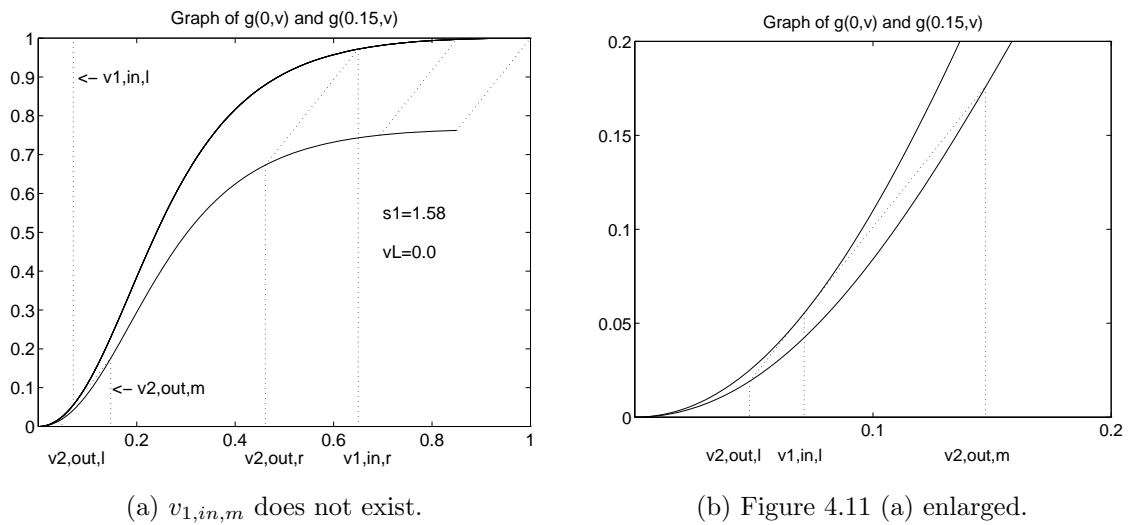 Graph of g(0,v) and g(0.15,v)
1
0.9
0.8
0.7
0.6
0.5
0.4
0.3
0.2
0.1
0
<– v1,in,l
s1=1.58
vL=0.0
<– v2,out,m
0.2 0.4 0.6 0.8 1
v2,out,l v2,out,r v1,in,r
(a) v1,in,m does not exist.
Graph of g(0,v) and g(0.15,v)
0.2
0.15
0.1
0.05
0
0.1 0.2
v2,out,l v1,in,l v2,out,m
(b) Figure 4.11 (a) enlarged.